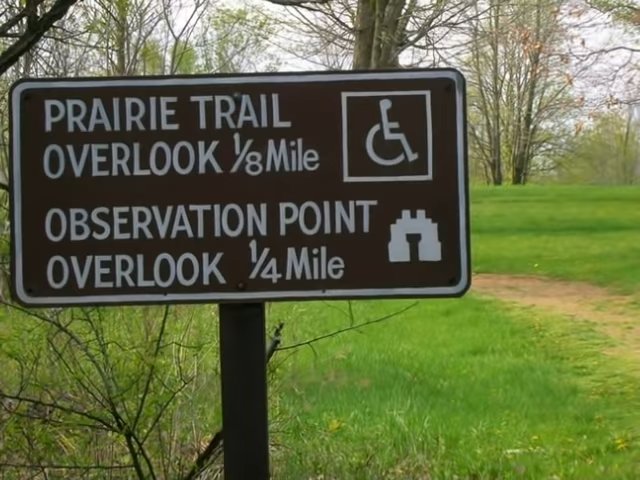 PRAIRIE TRAIL
OVERLOOK 1/8 Mile
OBSERVATION POINT
OVERLOOK 1/4 Mile